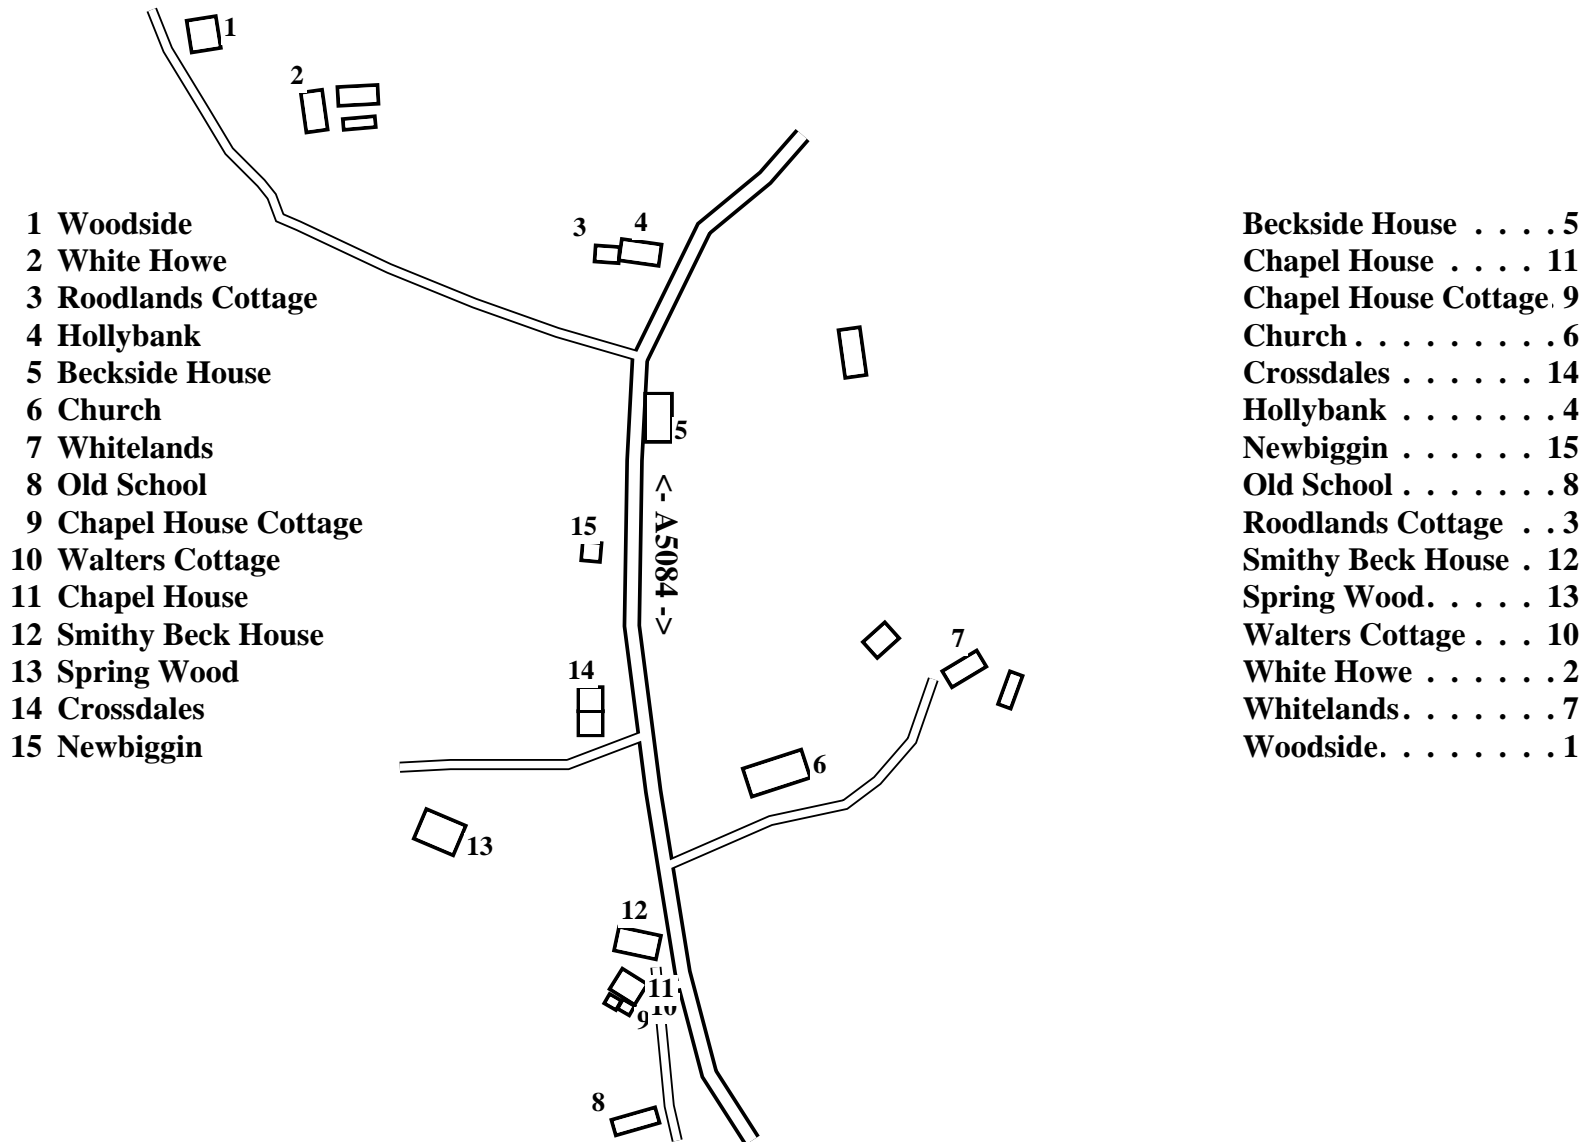 1
2
3
4
5
<- A5084 ->
15
14
7
6
13
12
11
10
9
8
1 Woodside
2 White Howe
3 Roodlands Cottage
4 Hollybank
5 Beckside House
6 Church
7 Whitelands
8 Old School
9 Chapel House Cottage
10 Walters Cottage
11 Chapel House
12 Smithy Beck House
13 Spring Wood
14 Crossdales
15 Newbiggin
Beckside House . . . . 5
Chapel House . . . . 11
Chapel House Cottage. 9
Church . . . . . . . . . 6
Crossdales . . . . . . 14
Hollybank . . . . . . . 4
Newbiggin . . . . . . 15
Old School . . . . . . . 8
Roodlands Cottage . . 3
Smithy Beck House . 12
Spring Wood. . . . . 13
Walters Cottage . . . 10
White Howe . . . . . . 2
Whitelands. . . . . . . 7
Woodside. . . . . . . . 1